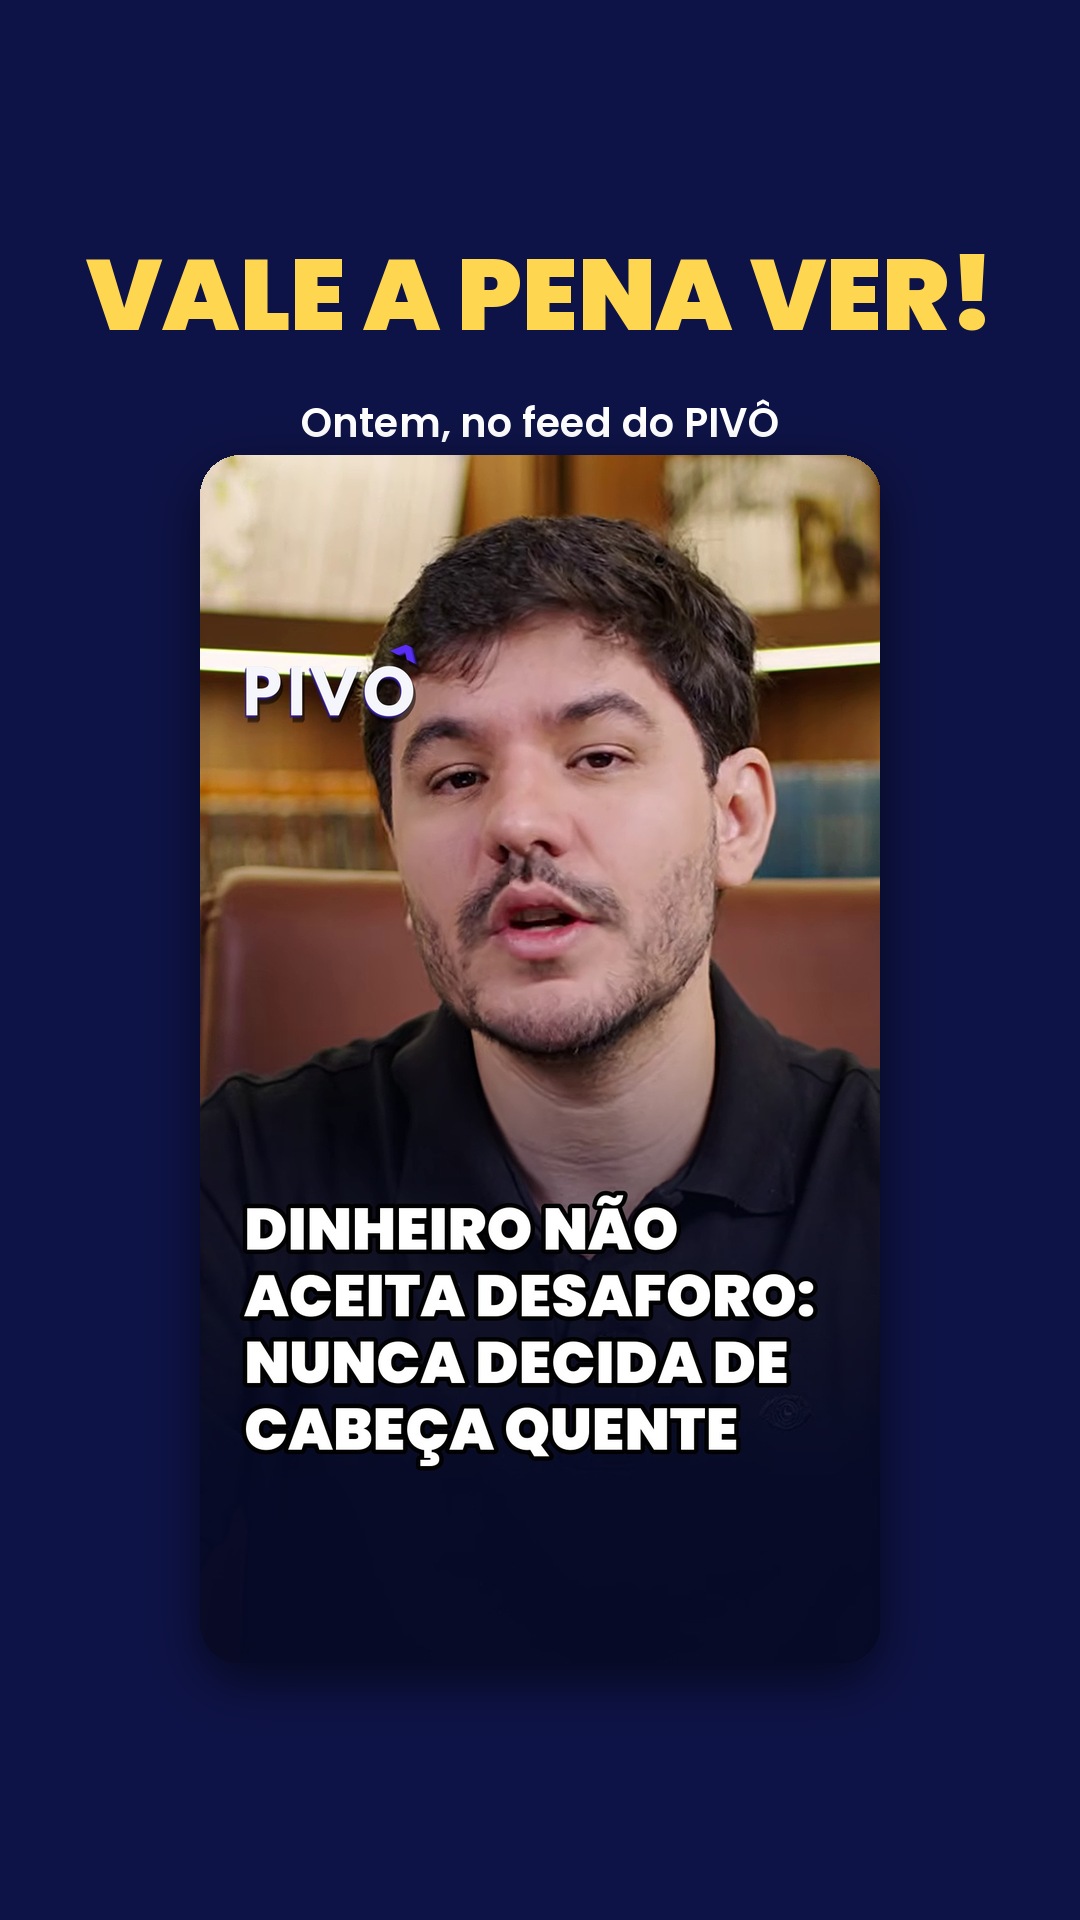 VALE A PENA VER!
Ontem, no feed do PIVÔ
PIVÔ
DINHEIRO NÃO
ACEITA DESAFORO:
NUNCA DECIDA DE
CABEÇA QUENTE